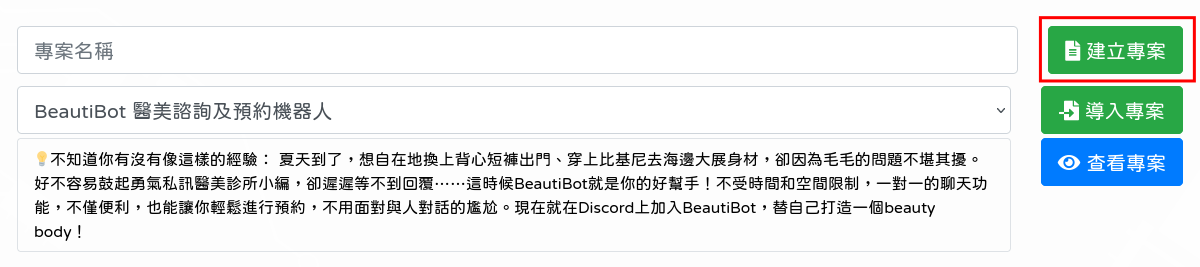 專案名稱
建立專案
BeautiBot 醫美諮詢及預約機器人
導入專案
💡不知道你有沒有像這樣的經驗： 夏天到了，想自在地換上背心短褲出門、穿上比基尼去海邊大展身材，卻因為毛毛的問題不堪其擾。
好不容易鼓起勇氣私訊醫美診所小編，卻遲遲等不到回覆⋯⋯這時候BeautiBot就是你的好幫手！不受時間和空間限制，一對一的聊天功
能，不僅便利，也能讓你輕鬆進行預約，不用面對與人對話的尷尬。現在就在Discord上加入BeautiBot，替自己打造一個beauty
body！
查看專案